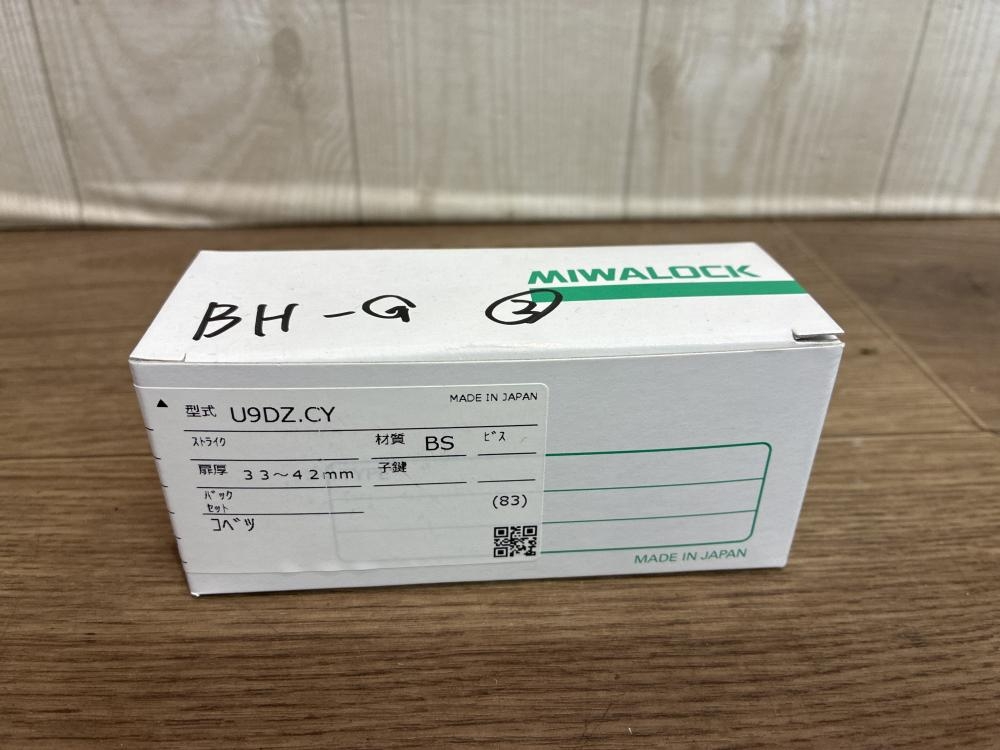 MIWALOCK
BH-G ③
MADE IN JAPAN
型式 U9DZ.CY
ストライク 材質 BS ビス
扉厚 33～42mm 子鍵
バック
セット
(83)
コベツ
MADE IN JAPAN